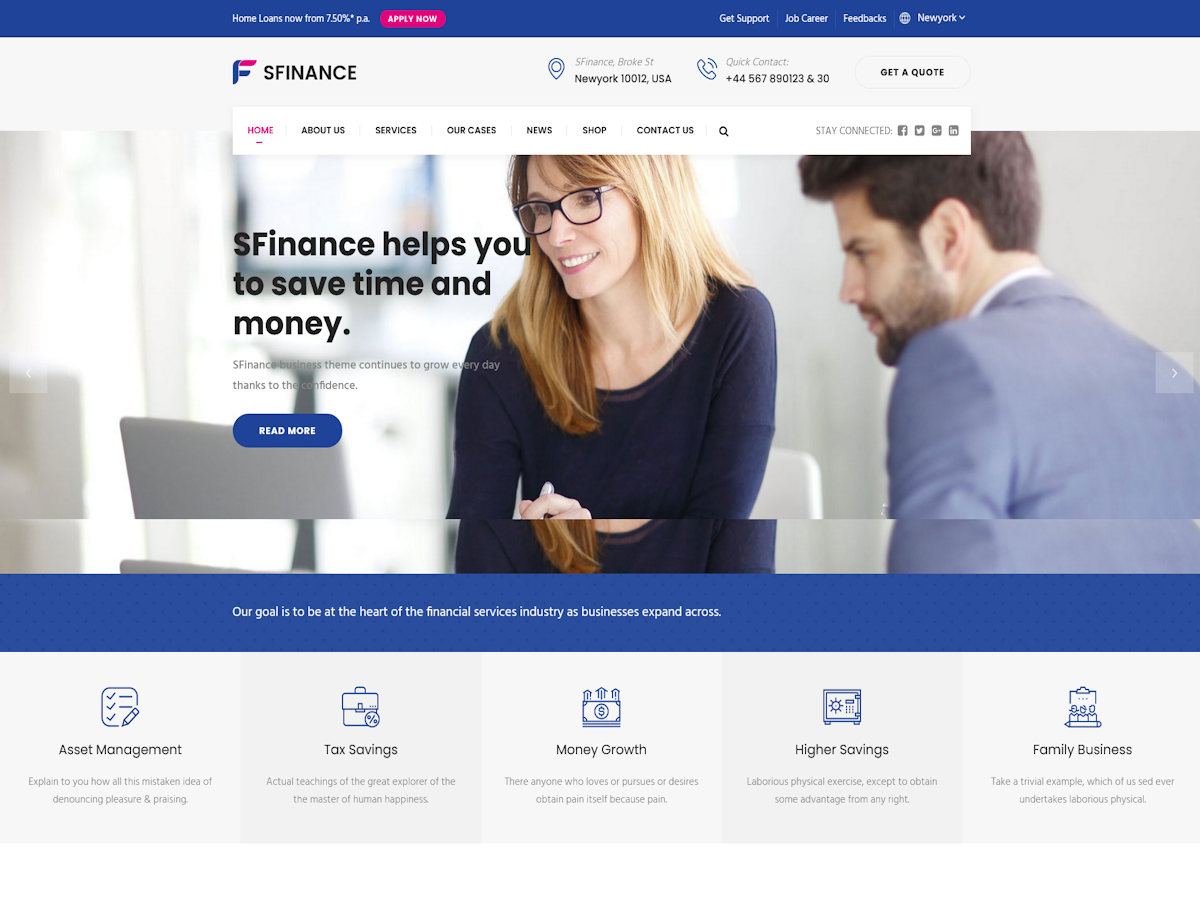 Home Loans now from 7.50%* p.a.
APPLY NOW
Get Support
Job Career
Feedbacks
Newyork
SFINANCE
SFinance, Broke St
Newyork 10012, USA
Quick Contact:
+44 567 890123 & 30
GET A QUOTE
HOME
ABOUT US
SERVICES
OUR CASES
NEWS
SHOP
CONTACT US
STAY CONNECTED:
SFinance helps you
to save time and
money.
SFinance business theme continues to grow every day
thanks to the confidence.
READ MORE
Our goal is to be at the heart of the financial services industry as businesses expand across.
Asset Management
Explain to you how all this mistaken idea of
denouncing pleasure & praising.
Tax Savings
Actual teachings of the great explorer of the
the master of human happiness.
Money Growth
There anyone who loves or pursues or desires
obtain pain itself because pain.
Higher Savings
Laborious physical exercise, except to obtain
some advantage from any right.
Family Business
Take a trivial example, which of us sed ever
undertakes laborious physical.